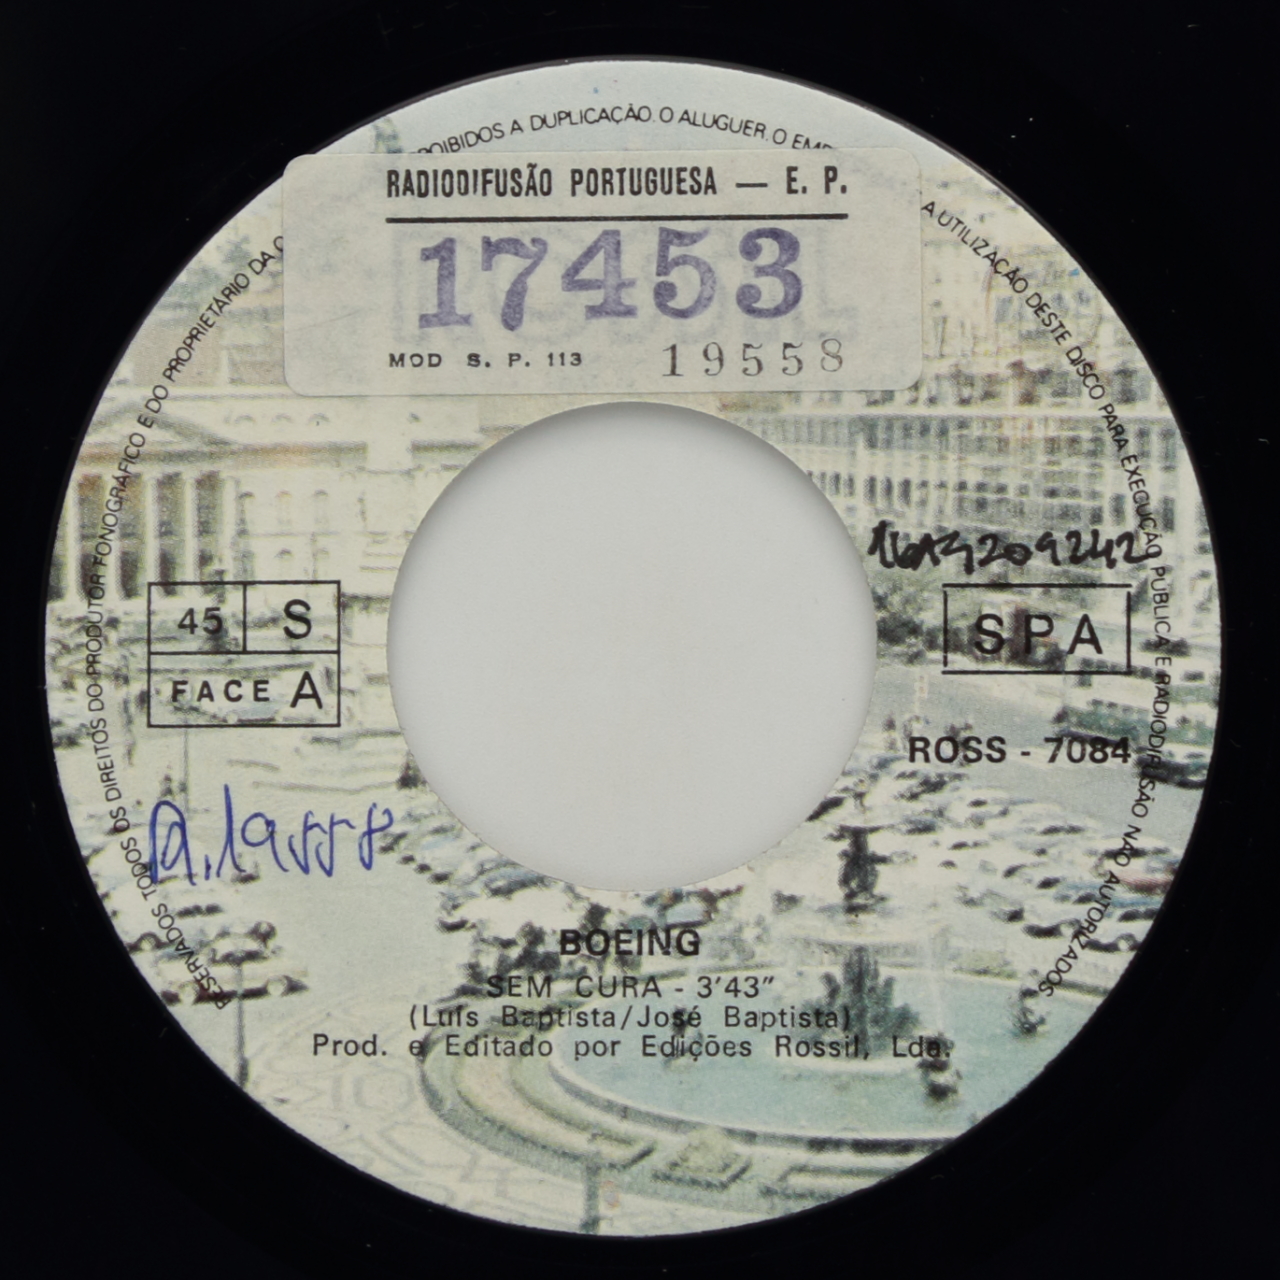 RESERVADOS TODOS OS DIREITOS DO PRODUTOR FONOGRÁFICO E DO PROPRIETÁRIO DA
PROIBIDOS A DUPLICAÇÃO. O ALUGUER. O
A UTILIZAÇÃO DESTE DISCO PARA EXECUÇÃO PÚBLICA E RADIODIFUSÃO NÃO AUTORIZADOS
RADIODIFUSÃO PORTUGUESA — E. P.
17453
MOD S. P. 113 19558
45 S
FACE A
SPA
ROSS - 7084
A.19558
BOEING
SEM CURA - 3'43"
(Luís Baptista/José Baptista)
Prod. e Editado por Edições Rossil, Lda.